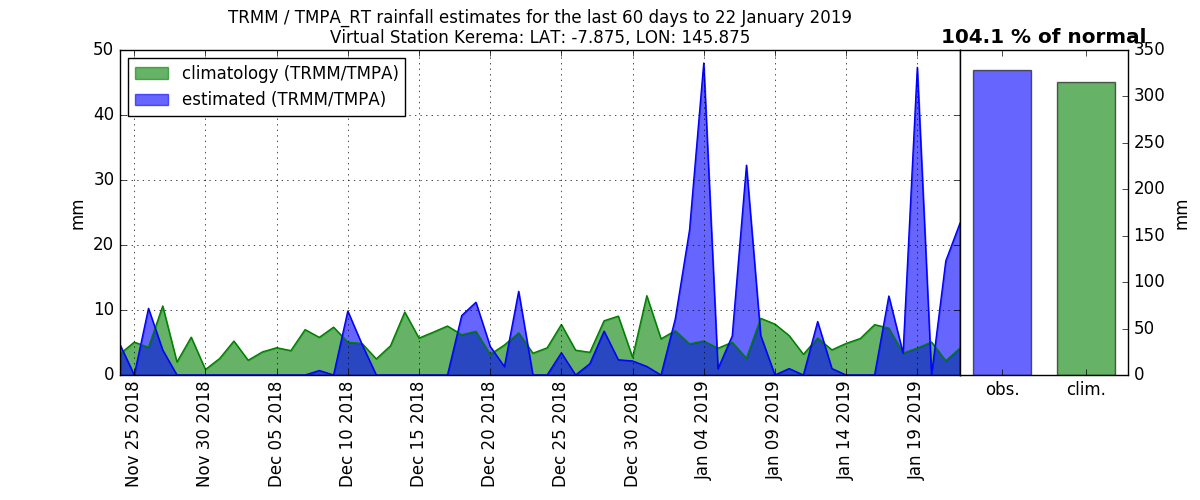 TRMM / TMPA_RT rainfall estimates for the last 60 days to 22 January 2019
Virtual Station Kerema: LAT: -7.875, LON: 145.875
104.1 % of normal
climatology (TRMM/TMPA)
estimated (TRMM/TMPA)
50
40
30
20
10
0
mm
Nov 25 2018
Nov 30 2018
Dec 05 2018
Dec 10 2018
Dec 15 2018
Dec 20 2018
Dec 25 2018
Dec 30 2018
Jan 04 2019
Jan 09 2019
Jan 14 2019
Jan 19 2019
obs.
clim.
350
300
250
200
150
100
50
0
mm